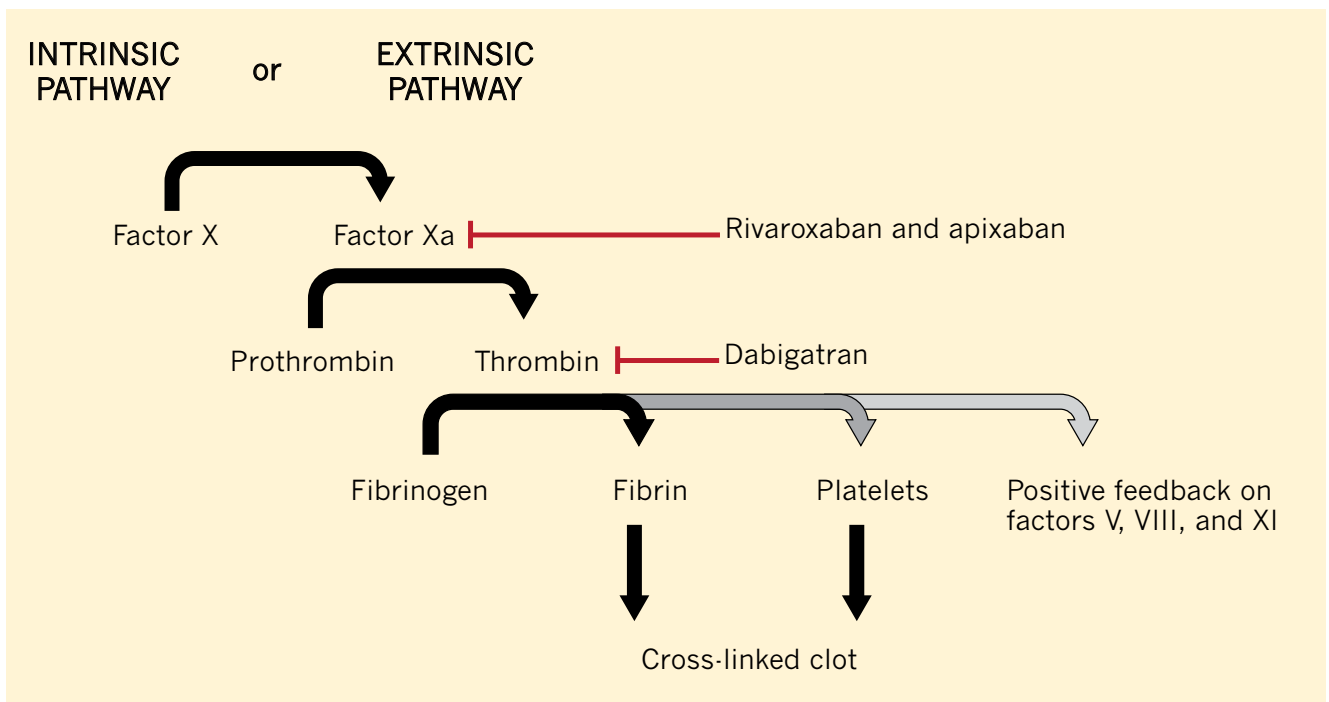 INTRINSIC
PATHWAY
or
EXTRINSIC
PATHWAY
Factor X
Factor Xa
Rivaroxaban and apixaban
Prothrombin
Thrombin
Dabigatran
Fibrinogen
Fibrin
Platelets
Positive feedback on
factors V, VIII, and XI
Cross-linked clot